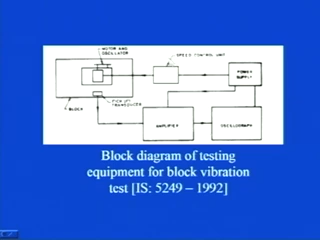 MOTOR AND
OSCILLATOR
SPEED CONTROL UNIT
POWER
SUPPLY
PICK UP/
TRANSDUCER
BLOCK
AMPLIFIER
OSCILLOGRAPH
Block diagram of testing
equipment for block vibration
test [IS: 5249 – 1992]